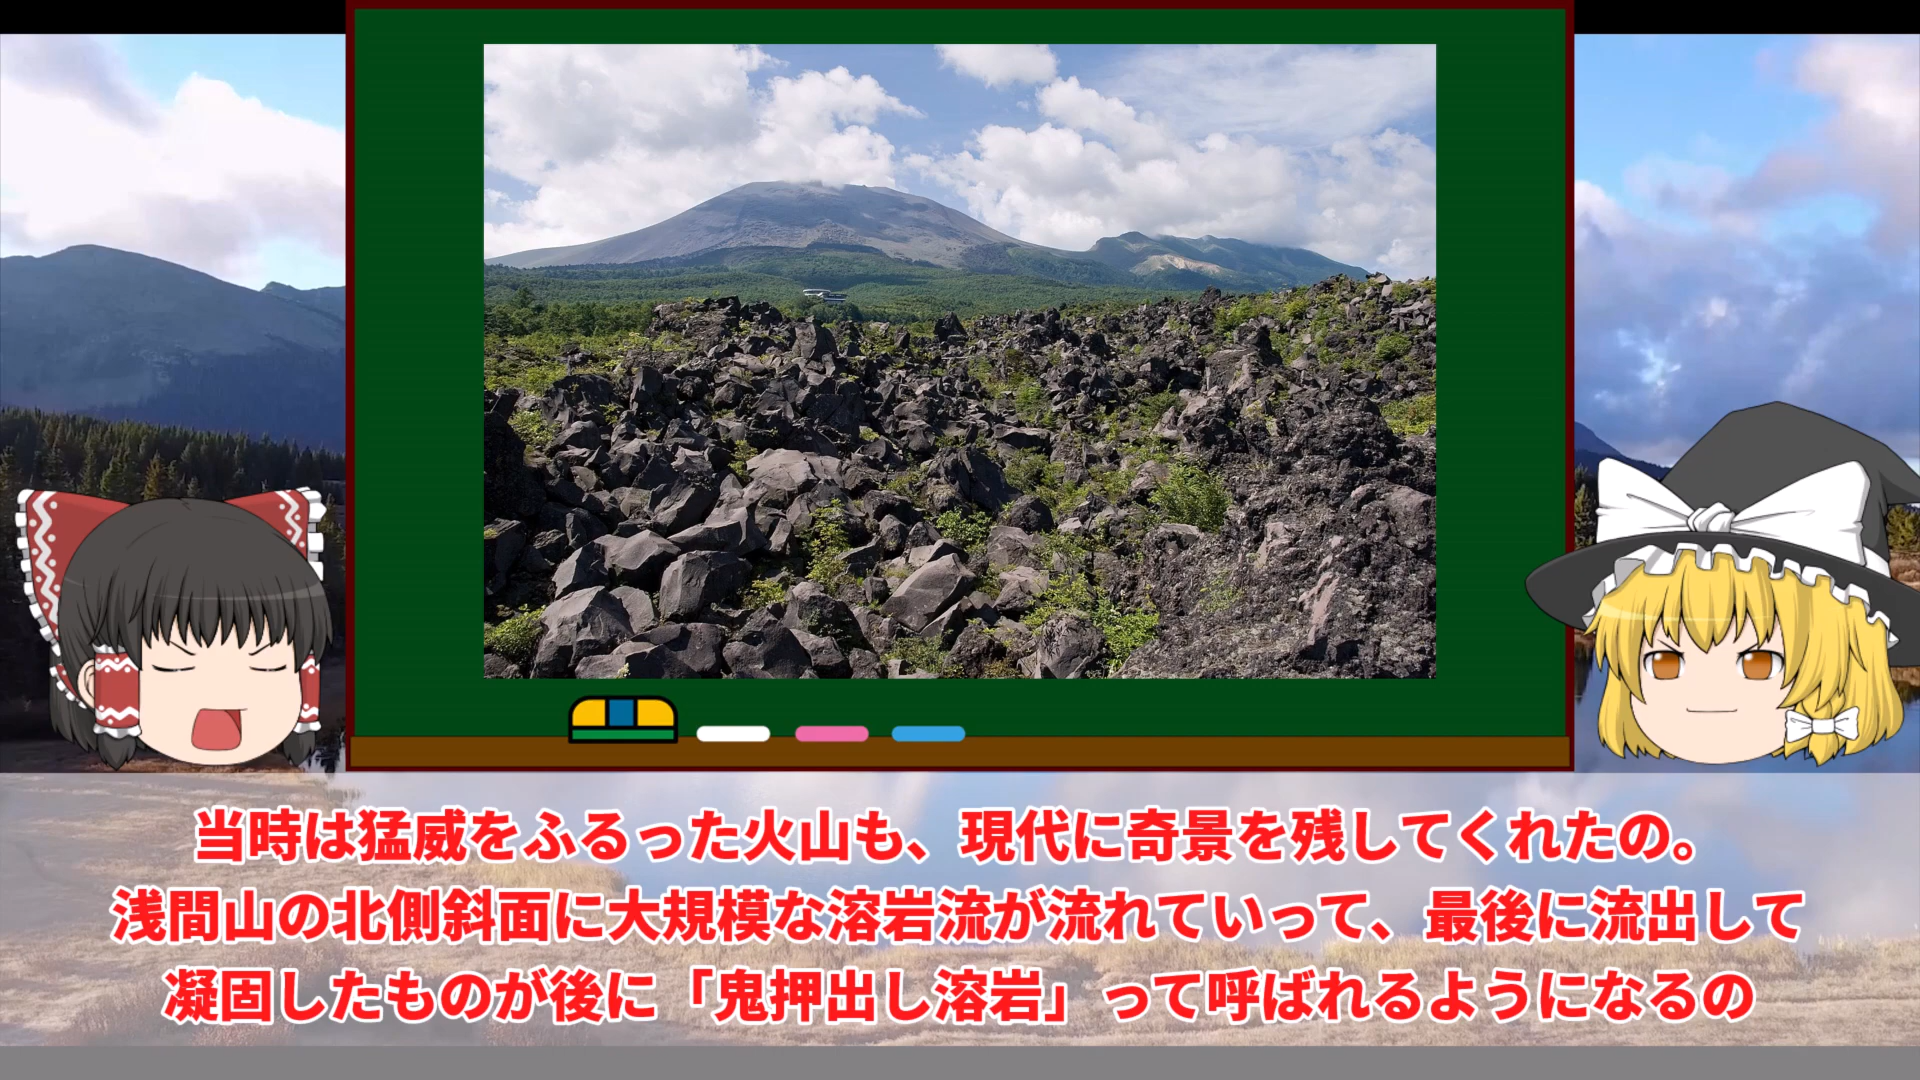 当時は猛威をふるった火山も、現代に奇景を残してくれたの。
浅間山の北側斜面に大規模な溶岩流が流れていって、最後に流出して
凝固したものが後に「鬼押出し溶岩」って呼ばれるようになるの